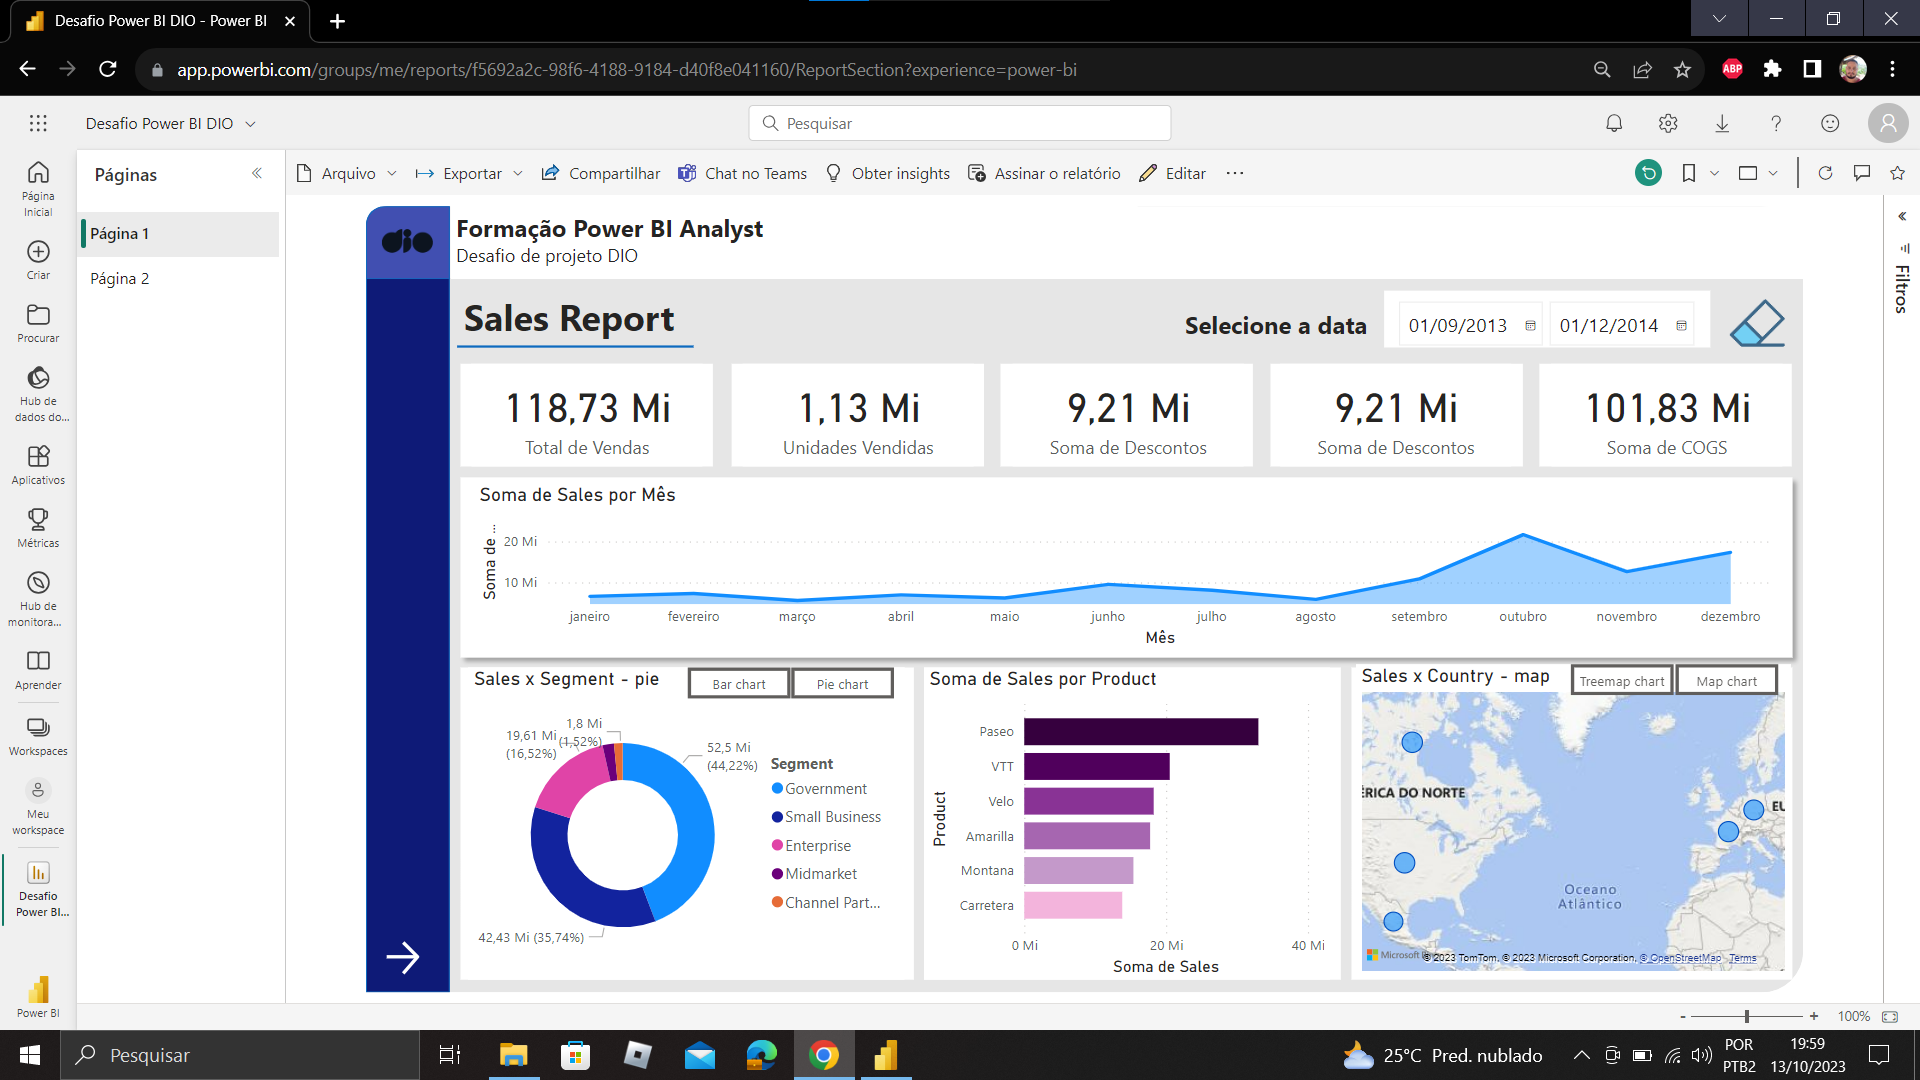 Desafio Power BI DIO - Power BI
app.powerbi.com/groups/me/reports/f5692a2c-98f6-4188-9184-d40f8e041160/ReportSection?experience=power-bi
ABP
Desafio Power BI DIO
Pesquisar
Página Inicial
Criar
Procurar
Hub de dados do...
Aplicativos
Métricas
Hub de monitora...
Aprender
Workspaces
Meu workspace
Desafio Power BI...
Power BI
Páginas
Página 1
Página 2
Arquivo
Exportar
Compartilhar
Chat no Teams
Obter insights
Assinar o relatório
Editar
Filtros
dio
Formação Power BI Analyst
Desafio de projeto DIO
Sales Report
Selecione a data
01/09/2013
01/12/2014
118,73 Mi
Total de Vendas
1,13 Mi
Unidades Vendidas
9,21 Mi
Soma de Descontos
9,21 Mi
Soma de Descontos
101,83 Mi
Soma de COGS
Soma de Sales por Mês
Soma de ...
20 Mi
10 Mi
janeiro
fevereiro
março
abril
maio
junho
julho
agosto
setembro
outubro
novembro
dezembro
Mês
Sales x Segment - pie
Bar chart
Pie chart
1,8 Mi
(1,52%)
19,61 Mi
(16,52%)
52,5 Mi
(44,22%)
42,43 Mi (35,74%)
Segment
Government
Small Business
Enterprise
Midmarket
Channel Part...
Soma de Sales por Product
Product
Paseo
VTT
Velo
Amarilla
Montana
Carretera
0 Mi
20 Mi
40 Mi
Soma de Sales
Sales x Country - map
Treemap chart
Map chart
ÉRICA DO NORTE
EU
Oceano
Atlântico
Microsoft
© 2023 TomTom, © 2023 Microsoft Corporation, © OpenStreetMap Terms
- + 100%
Pesquisar
25°C Pred. nublado
POR
PTB2
19:59
13/10/2023